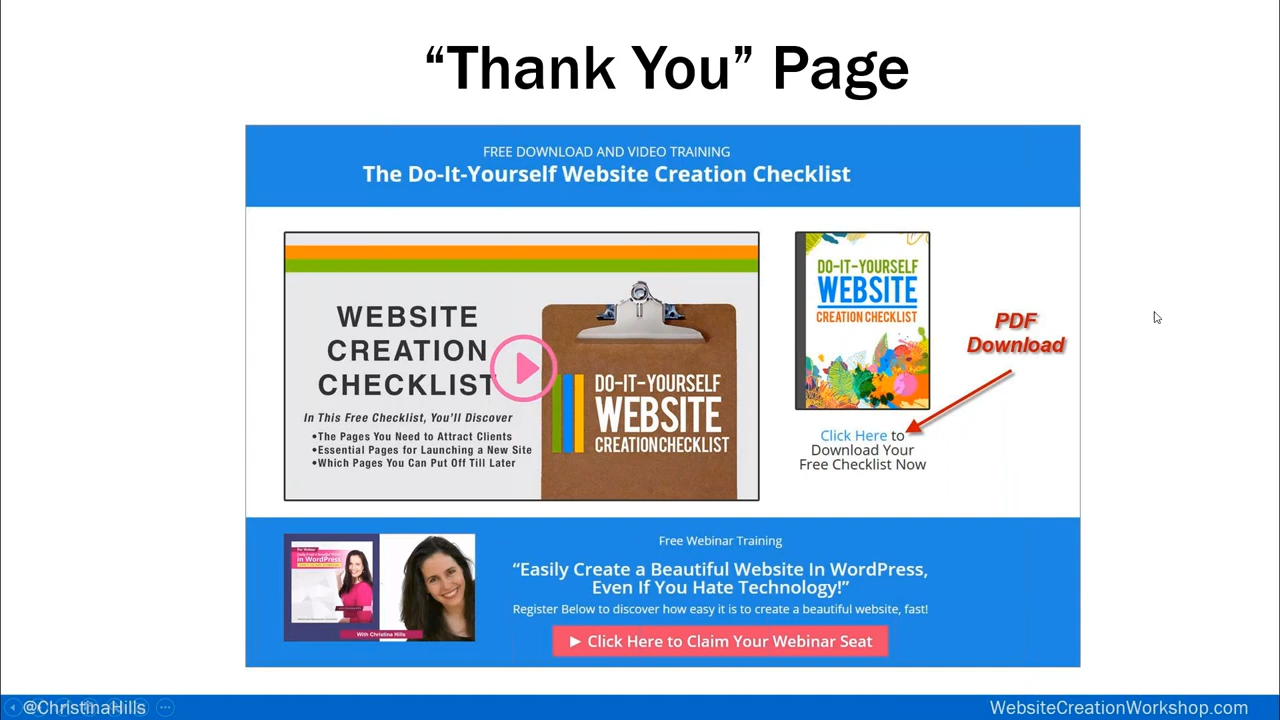 “Thank You” Page
FREE DOWNLOAD AND VIDEO TRAINING
The Do-It-Yourself Website Creation Checklist
WEBSITE
CREATION
CHECKLIST
In This Free Checklist, You'll Discover
•The Pages You Need to Attract Clients
•Essential Pages for Launching a New Site
•Which Pages You Can Put Off Till Later
DO-IT-YOURSELF
WEBSITE
CREATION CHECKLIST
DO-IT-YOURSELF
WEBSITE
CREATION CHECKLIST
PDF
Download
Click Here to
Download Your
Free Checklist Now
in WordPress
With Christina Hills
Free Webinar Training
“Easily Create a Beautiful Website In WordPress,
Even If You Hate Technology!”
Register Below to discover how easy it is to create a beautiful website, fast!
Click Here to Claim Your Webinar Seat
@ChristinaHills
WebsiteCreationWorkshop.com